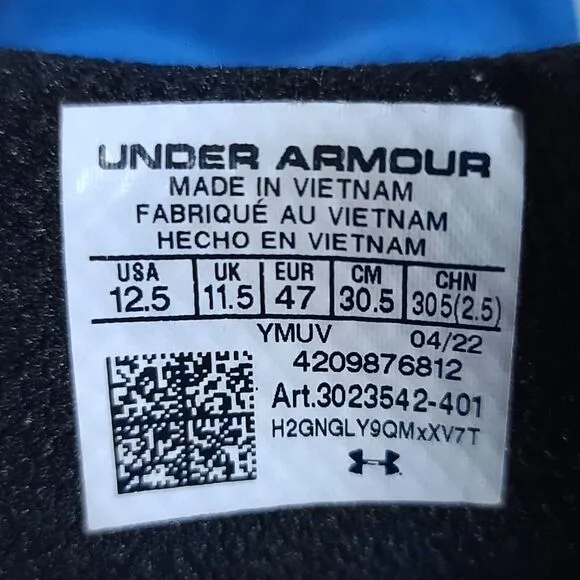 UNDER ARMOUR
MADE IN VIETNAM
FABRIQUÉ AU VIETNAM
HECHO EN VIETNAM
USA UK EUR CM CHN
12.5 11.5 47 30.5 305(2.5)
YMUV 04/22
4209876812
Art.3023542-401
H2GNGLY9QMxXV7T